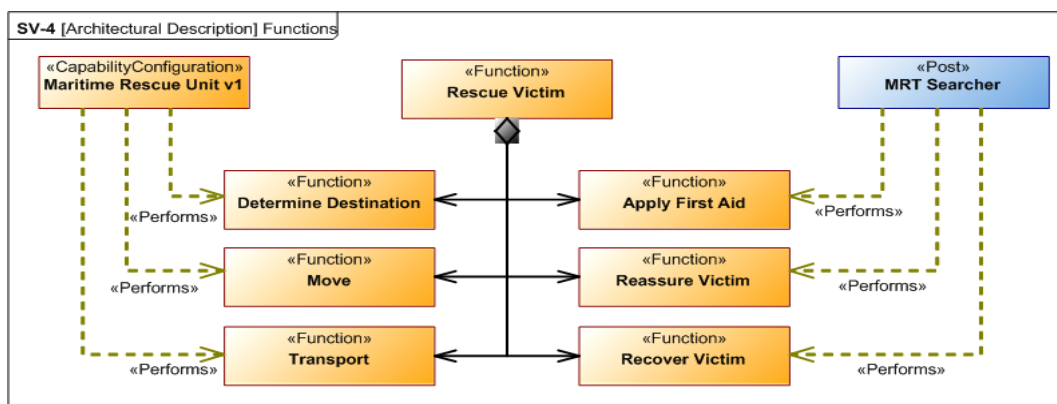 SV-4 [Architectural Description] Functions
«CapabilityConfiguration»
Maritime Rescue Unit v1
«Function»
Rescue Victim
«Post»
MRT Searcher
«Function»
Determine Destination
«Performs»
«Function»
Apply First Aid
«Performs»
«Function»
Move
«Performs»
«Function»
Reassure Victim
«Performs»
«Function»
Transport
«Performs»
«Function»
Recover Victim
«Performs»